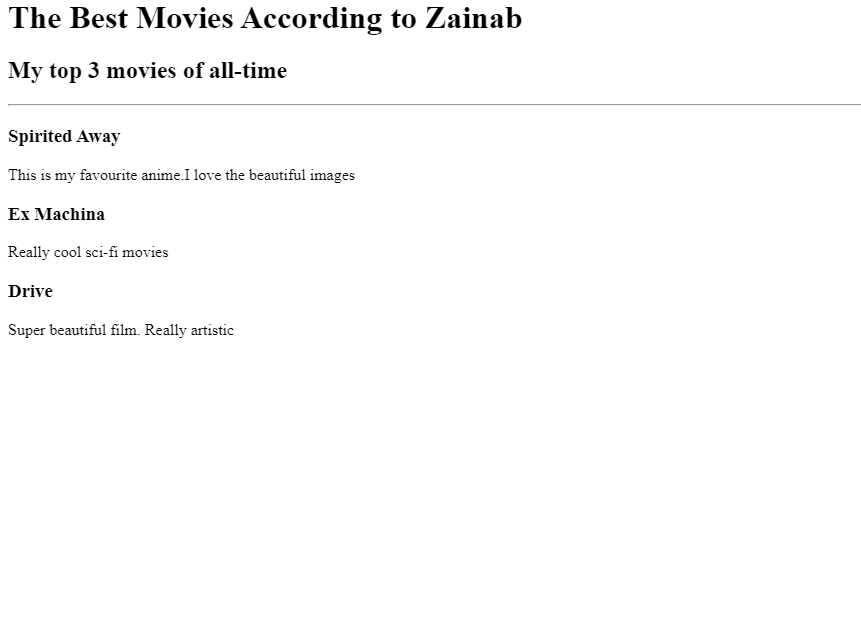 The Best Movies According to Zainab
My top 3 movies of all-time
Spirited Away
This is my favourite anime.I love the beautiful images
Ex Machina
Really cool sci-fi movies
Drive
Super beautiful film. Really artistic